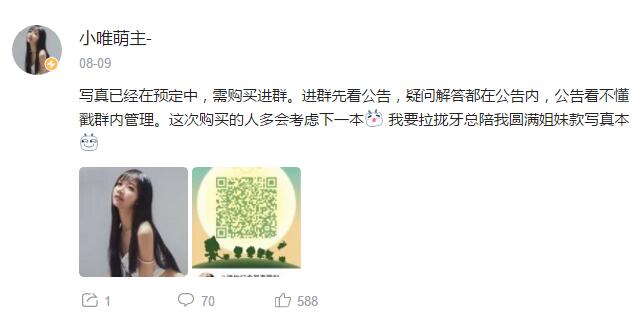 小唯萌主-
08-09
写真已经在预定中，需购买进群。进群先看公告，疑问解答都在公告内，公告看不懂
戳群内管理。这次购买的人多会考虑下一本 我要拉拢牙总陪我圆满姐妹款写真本
1
70
588